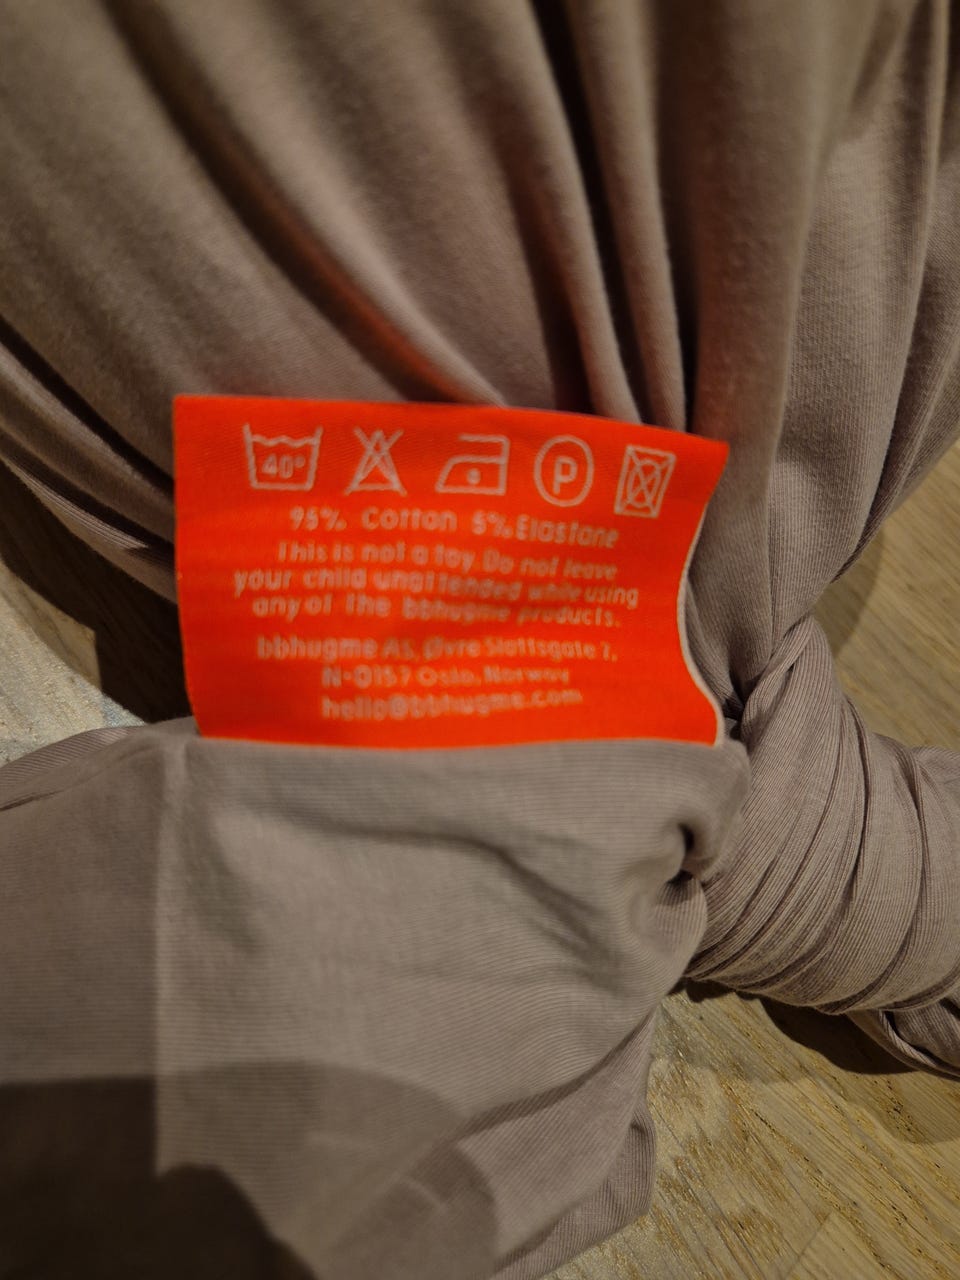 40°
P
95% Cotton 5% Elastane
This is not a toy. Do not leave
your child unattended while using
any of the bbhugme products.
bbhugme AS, Øvre Slottsgate 7,
N-0157 Oslo, Norway
hello@bbhugme.com